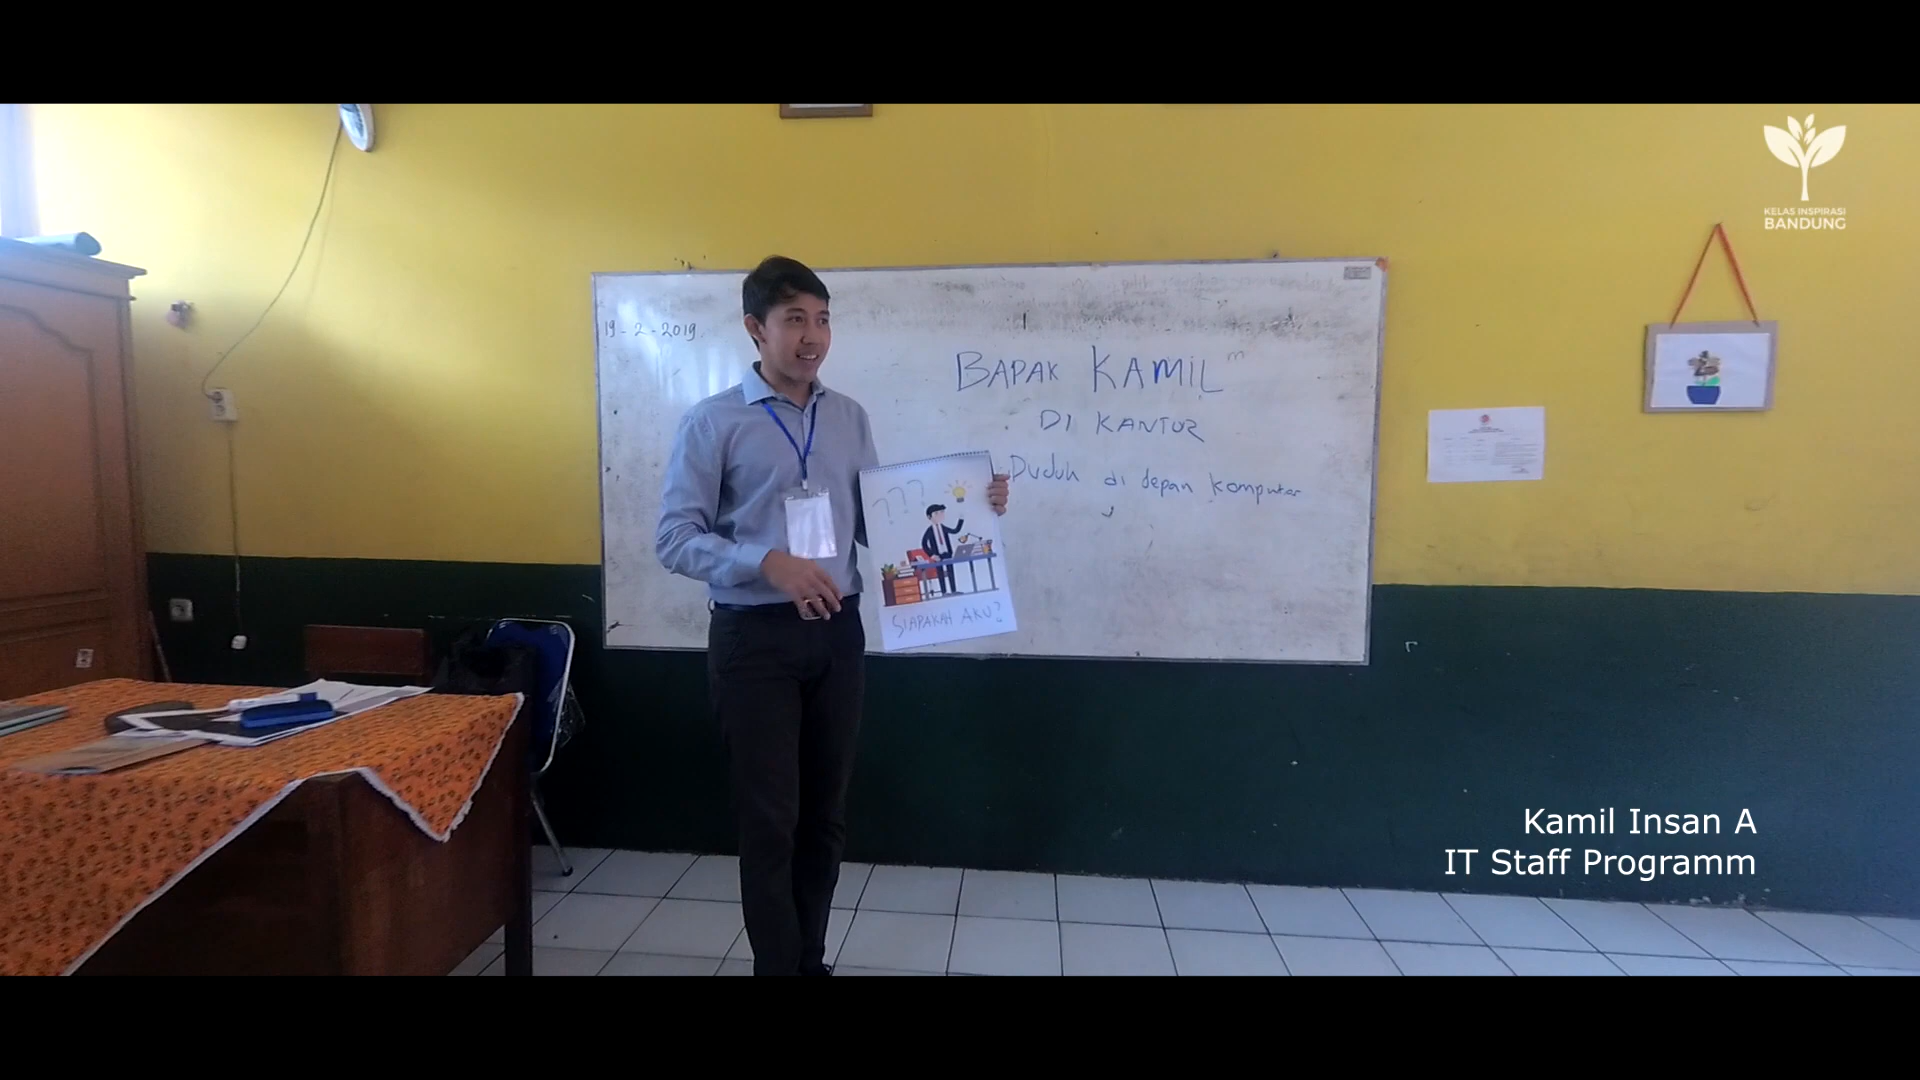 KELAS INSPIRASI
BANDUNG
19-2-2019.
BAPAK KAMIL
DI KANTOR
Duduk di depan komputer
???
SIAPAKAH AKU?
Kamil Insan A
IT Staff Programm